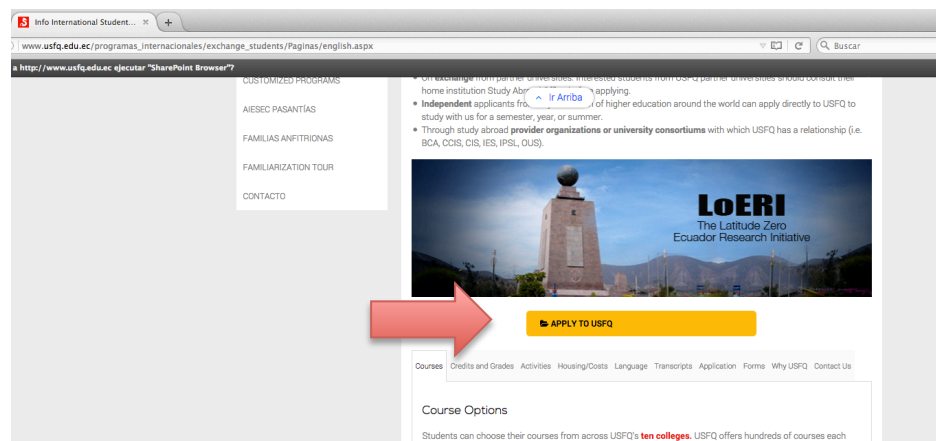 Info International Student... × +
www.usfq.edu.ec/programas_internacionales/exchange_students/Paginas/english.aspx
Buscar
a http://www.usfq.edu.ec ejecutar "SharePoint Browser"?
CUSTOMIZED PROGRAMS
AIESEC PASANTÍAS
FAMILIAS ANFITRIONAS
FAMILIARIZATION TOUR
CONTACTO
• On exchange from partner universities. Interested students from USFQ partner universities should consult their
home institution Study Abr applying.
Ir Arriba
• Independent applicants fro of higher education around the world can apply directly to USFQ to
study with us for a semester, year, or summer.
• Through study abroad provider organizations or university consortiums with which USFQ has a relationship (i.e.
BCA, CCIS, CIS, IES, IPSL, OUS).
LoERI
The Latitude Zero
Ecuador Research Initiative
APPLY TO USFQ
Courses Credits and Grades Activities Housing/Costs Language Transcripts Application Forms Why USFQ Contact Us
Course Options
Students can choose their courses from across USFQ's ten colleges. USFQ offers hundreds of courses each